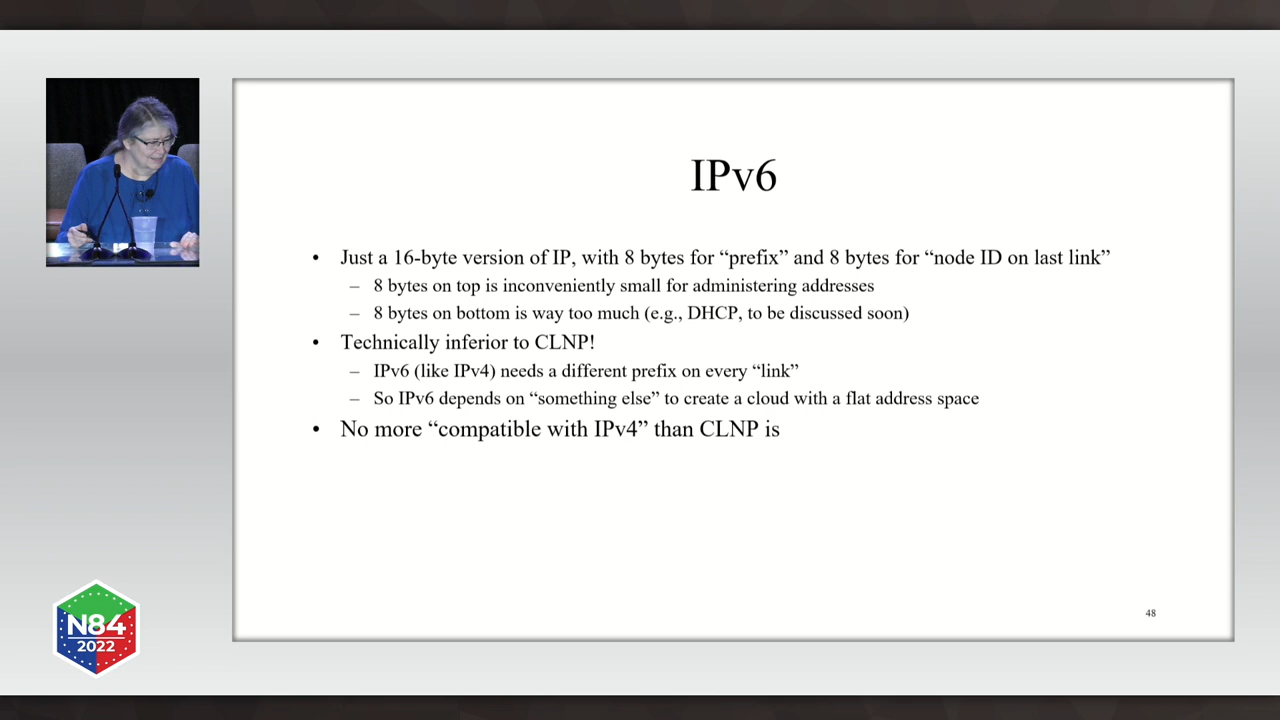 IPv6
• Just a 16-byte version of IP, with 8 bytes for “prefix” and 8 bytes for “node ID on last link”
– 8 bytes on top is inconveniently small for administering addresses
– 8 bytes on bottom is way too much (e.g., DHCP, to be discussed soon)
• Technically inferior to CLNP!
– IPv6 (like IPv4) needs a different prefix on every “link”
– So IPv6 depends on “something else” to create a cloud with a flat address space
• No more “compatible with IPv4” than CLNP is
48
N84
2022